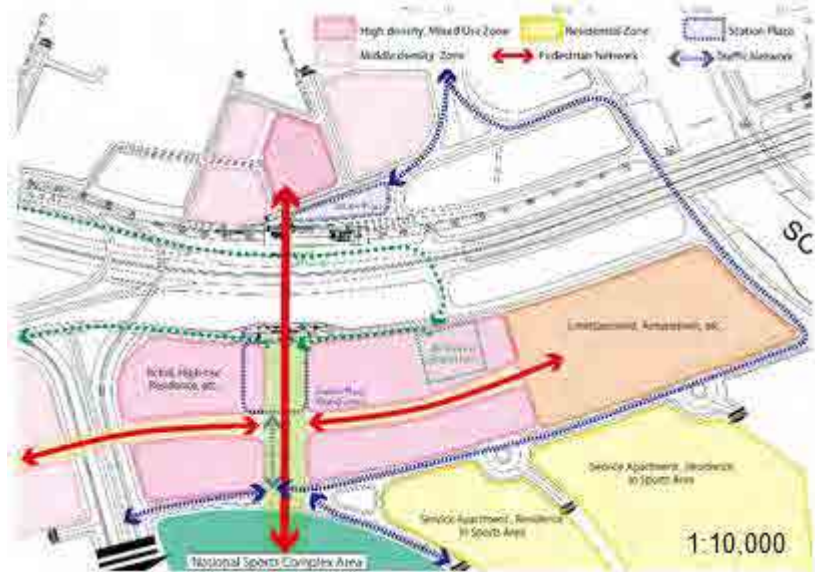 High density, Mixed Use Zone
Residential Zone
Station Plaza
Middle density Zone
Pedestrian Network
Traffic Network
SC
Entertainment, Amusement, etc.
Retail, High-rise
Residence, etc.
Service Apartment, Residence
in Sports Area
Service Apartment, Residence
in Sports Area
1:10,000
National Sports Complex Area